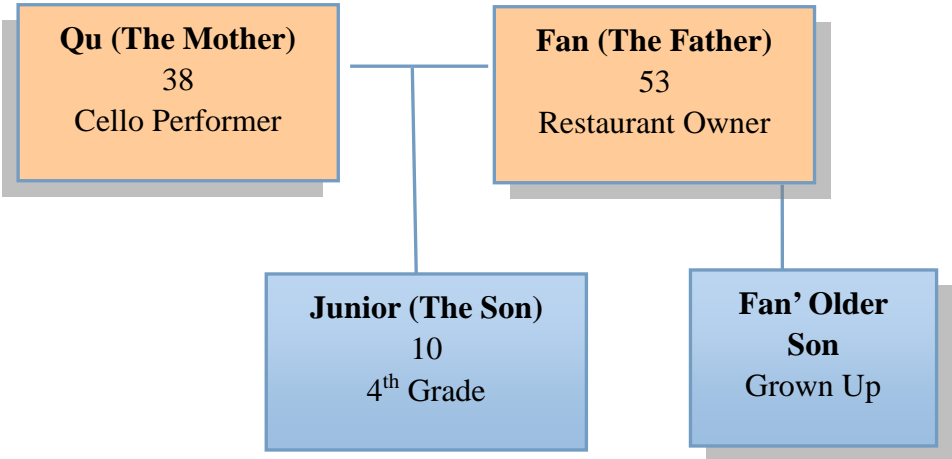 Qu (The Mother)
38
Cello Performer
Fan (The Father)
53
Restaurant Owner
Junior (The Son)
10
4th Grade
Fan’ Older
Son
Grown Up